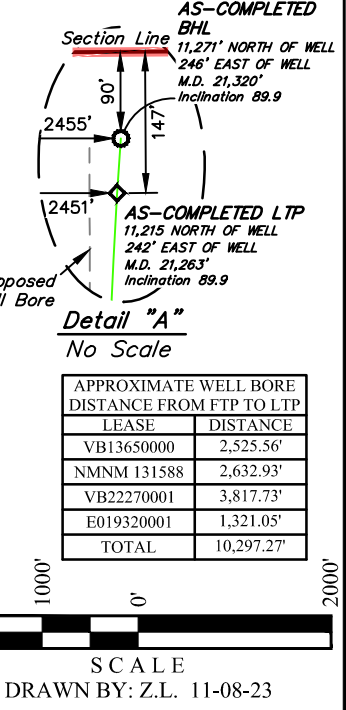 AS-COMPLETED
BHL
11,271' NORTH OF WELL
246' EAST OF WELL
M.D. 21,320'
Inclination 89.9
Section Line
90'
147'
2455'
2451'
AS-COMPLETED LTP
11,215 NORTH OF WELL
242' EAST OF WELL
M.D. 21,263'
Inclination 89.9
Bore
Detail "A"
No Scale
APPROXIMATE WELL BORE
DISTANCE FROM FTP TO LTP
LEASE DISTANCE
VB13650000 2,525.56'
NMNM 131588 2,632.93'
VB22270001 3,817.73'
E019320001 1,321.05'
TOTAL 10,297.27'
1000' 0' 2000'
SCALE
DRAWN BY: Z.L. 11-08-23